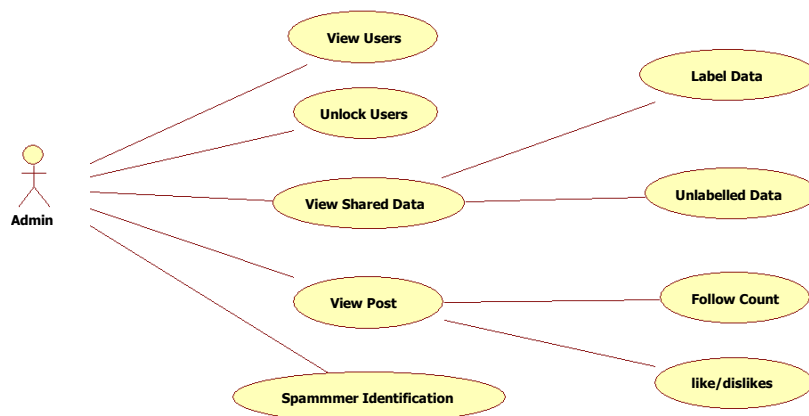 View Users
Label Data
Unlock Users
Admin
View Shared Data
Unlabelled Data
View Post
Follow Count
Spammmer Identification
like/dislikes